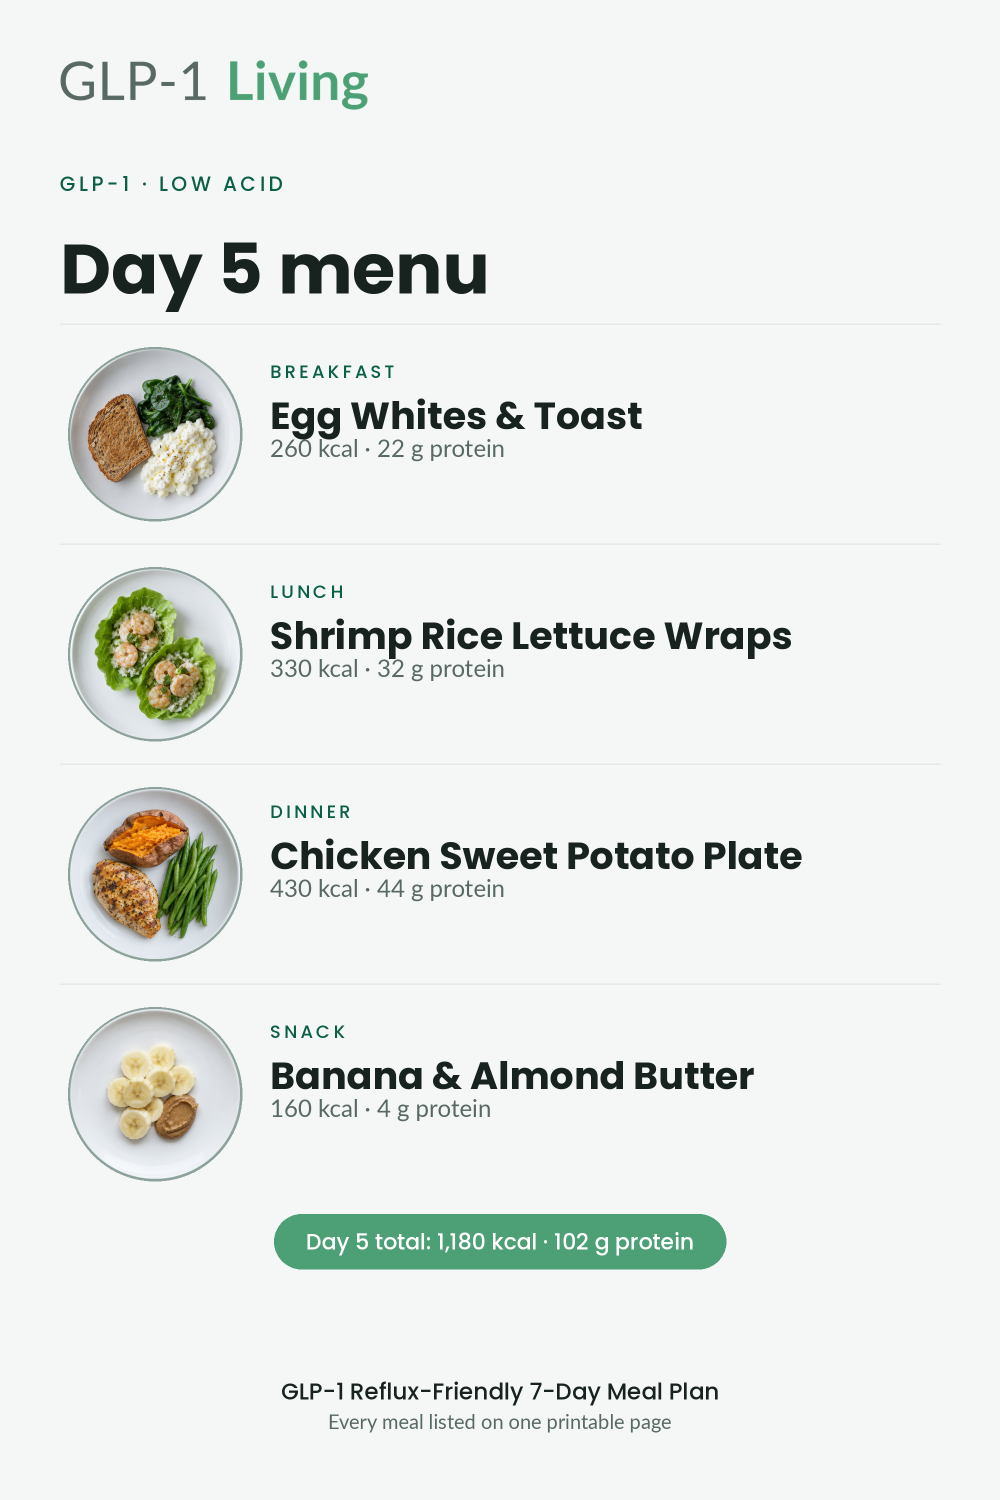 GLP-1 Living
GLP-1 · LOW ACID
Day 5 menu
BREAKFAST
Egg Whites & Toast
260 kcal · 22 g protein
LUNCH
Shrimp Rice Lettuce Wraps
330 kcal · 32 g protein
DINNER
Chicken Sweet Potato Plate
430 kcal · 44 g protein
SNACK
Banana & Almond Butter
160 kcal · 4 g protein
Day 5 total: 1,180 kcal · 102 g protein
GLP-1 Reflux-Friendly 7-Day Meal Plan
Every meal listed on one printable page